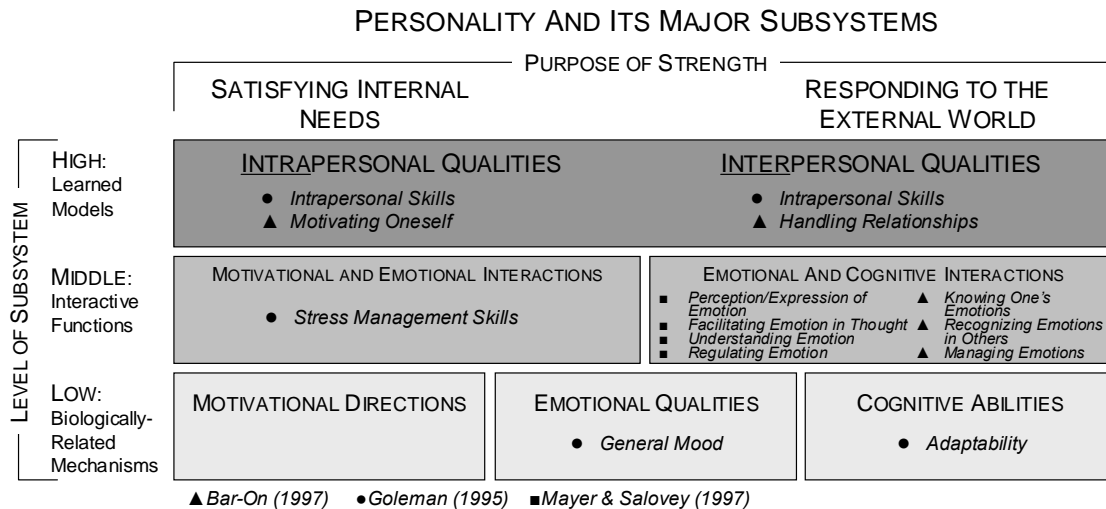 PERSONALITY AND ITS MAJOR SUBSYSTEMS
PURPOSE OF STRENGTH
SATISFYING INTERNAL
NEEDS
RESPONDING TO THE
EXTERNAL WORLD
LEVEL OF SUBSYSTEM
HIGH:
Learned
Models
INTRAPERSONAL QUALITIES
● Intrapersonal Skills
▲ Motivating Oneself
INTERPERSONAL QUALITIES
● Intrapersonal Skills
▲ Handling Relationships
MIDDLE:
Interactive
Functions
MOTIVATIONAL AND EMOTIONAL INTERACTIONS
● Stress Management Skills
EMOTIONAL AND COGNITIVE INTERACTIONS
■ Perception/Expression of
Emotion
■ Facilitating Emotion in Thought
■ Understanding Emotion
■ Regulating Emotion
▲ Knowing One's
Emotions
▲ Recognizing Emotions
in Others
▲ Managing Emotions
LOW:
Biologically-
Related
Mechanisms
MOTIVATIONAL DIRECTIONS
EMOTIONAL QUALITIES
● General Mood
COGNITIVE ABILITIES
● Adaptability
▲Bar-On (1997) ●Goleman (1995) ■Mayer & Salovey (1997)